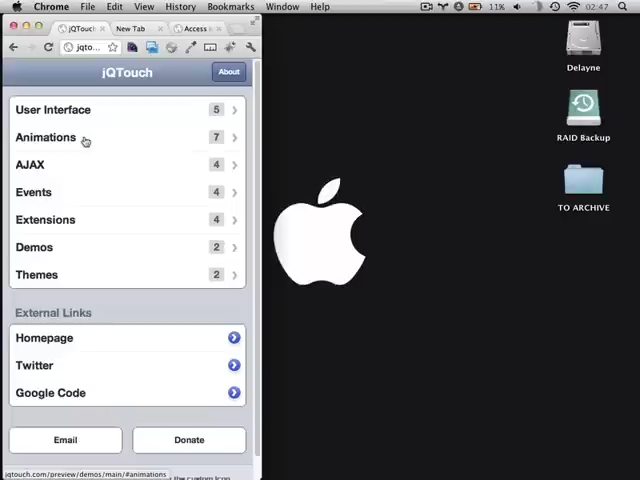 Chrome File Edit View History Bookmarks Window Help 11% 02.47
jQTouch New Tab Access k
jqto...
jQTouch About
User Interface 5
Animations 7
AJAX 4
Events 4
Extensions 4
Demos 2
Themes 2
External Links
Homepage
Twitter
Google Code
Email Donate
jqtouch.com/preview/demos/main/#animations
Delayne
RAID Backup
TO ARCHIVE